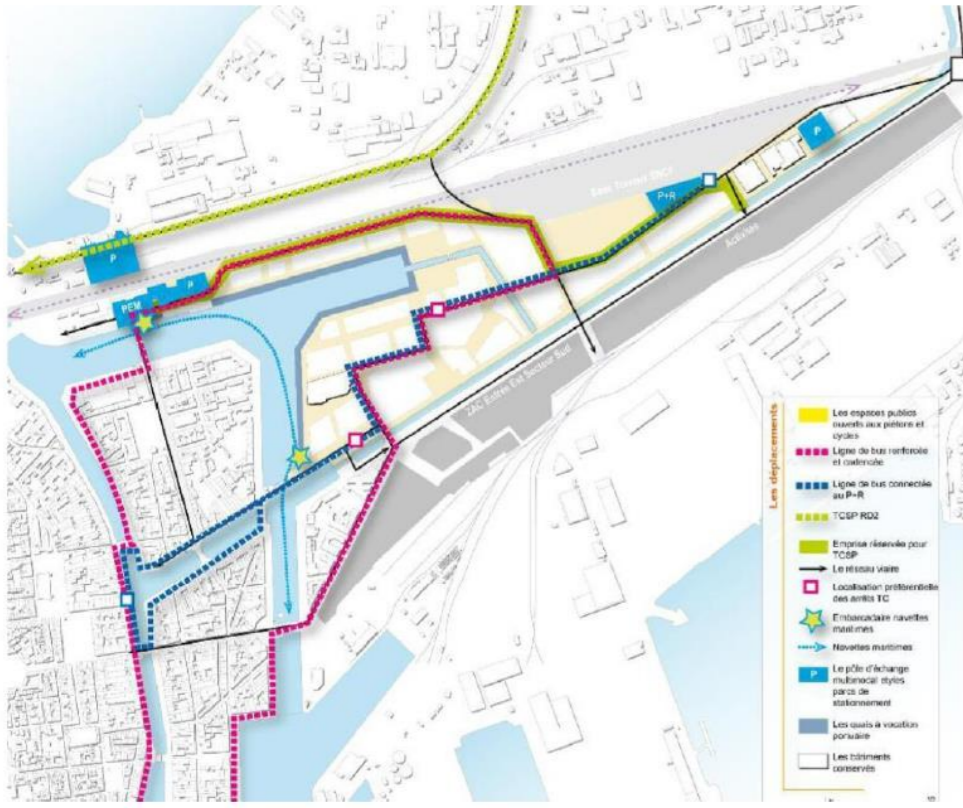 P
P
PEM
P+R
P
Activités
ZAC Entrée Est Secteur Sud
Les déplacements
Les espaces publics
ouverts aux piétons et
cycles
Ligne de bus renforcée
et cadencée
Ligne de bus connectée
au P+R
TCSP RD2
Emprise réservée pour
TCSP
Le réseau viaire
Localisation préférentielle
des arrêts TC
Embarcadaire navettes
maritimes
Navettes maritimes
P
Le pôle d'échange
multimodal et
parcs de
stationnement
Les quais à vocation
portuaire
Les bâtiments
conservés